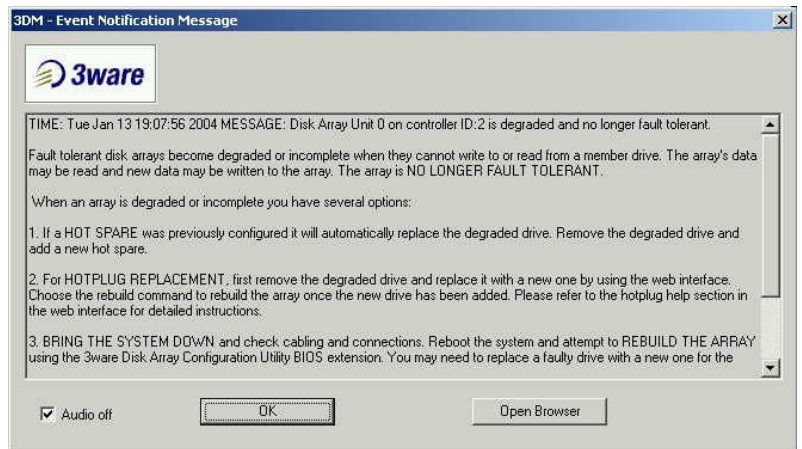 3DM - Event Notification Message
3ware
TIME: Tue Jan 13 19:07:56 2004 MESSAGE: Disk Array Unit 0 on controller ID:2 is degraded and no longer fault tolerant.
Fault tolerant disk arrays become degraded or incomplete when they cannot write to or read from a member drive. The array's data
may be read and new data may be written to the array. The array is NO LONGER FAULT TOLERANT.
When an array is degraded or incomplete you have several options:
1. If a HOT SPARE was previously configured it will automatically replace the degraded drive. Remove the degraded drive and
add a new hot spare.
2. For HOTPLUG REPLACEMENT, first remove the degraded drive and replace it with a new one by using the web interface.
Choose the rebuild command to rebuild the array once the new drive has been added. Please refer to the hotplug help section in
the web interface for detailed instructions.
3. BRING THE SYSTEM DOWN and check cabling and connections. Reboot the system and attempt to REBUILD THE ARRAY
using the 3ware Disk Array Configuration Utility BIOS extension. You may need to replace a faulty drive with a new one for the
Audio off
OK
Open Browser